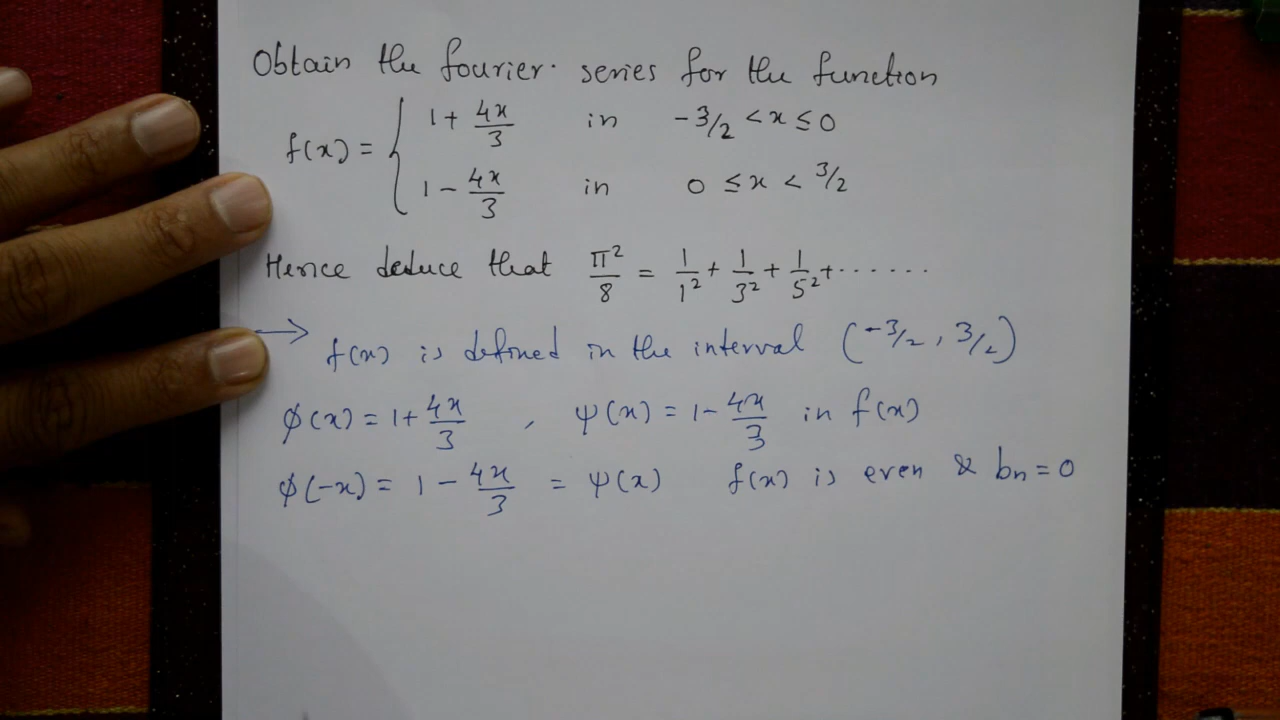 Obtain the fourier. series for the function
f(x) = { 1 + 4x/3 in -3/2 < x ≤ 0
1 - 4x/3 in 0 ≤ x < 3/2
Hence deduce that π²/8 = 1/1² + 1/3² + 1/5² + ......
→ f(x) is defined in the interval (-3/2, 3/2)
φ(x) = 1 + 4x/3 , ψ(x) = 1 - 4x/3 in f(x)
φ(-x) = 1 - 4x/3 = ψ(x) f(x) is even & bn = 0